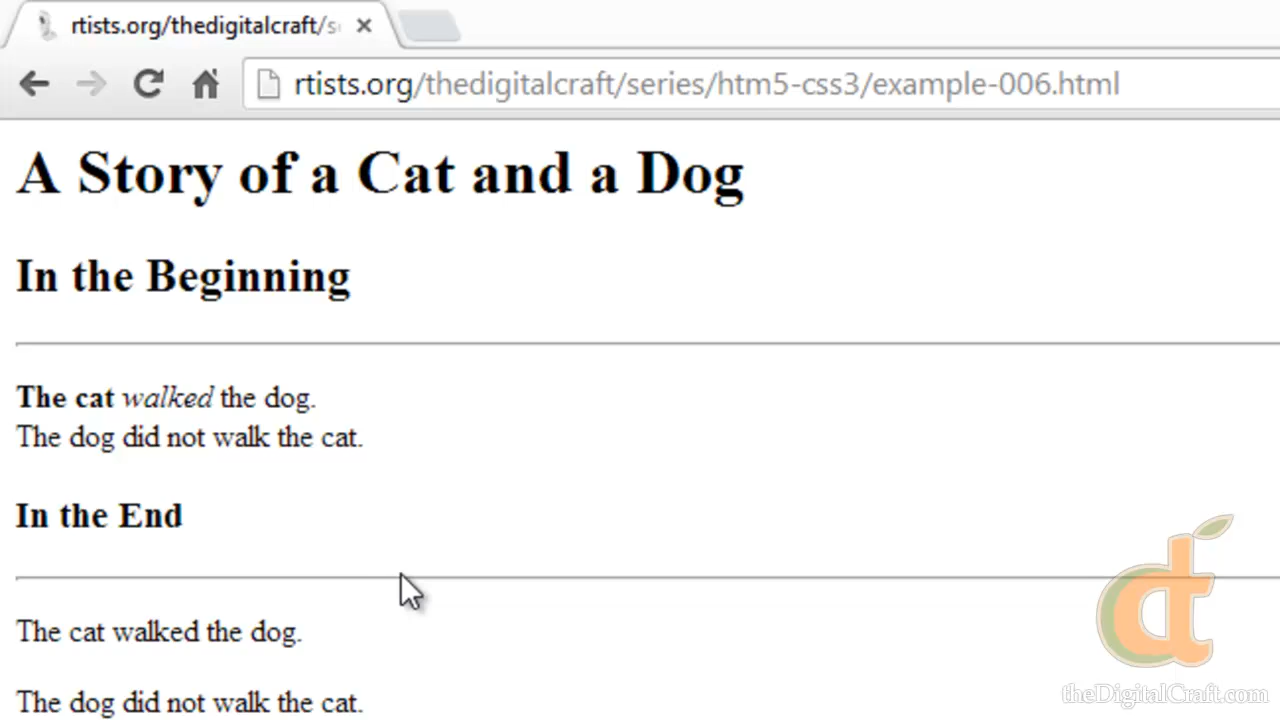 rtists.org/thedigitalcraft/s
rtists.org/thedigitalcraft/series/htm5-css3/example-006.html
A Story of a Cat and a Dog
In the Beginning
The cat walked the dog.
The dog did not walk the cat.
In the End
The cat walked the dog.
The dog did not walk the cat.
dt
theDigitalCraft.com